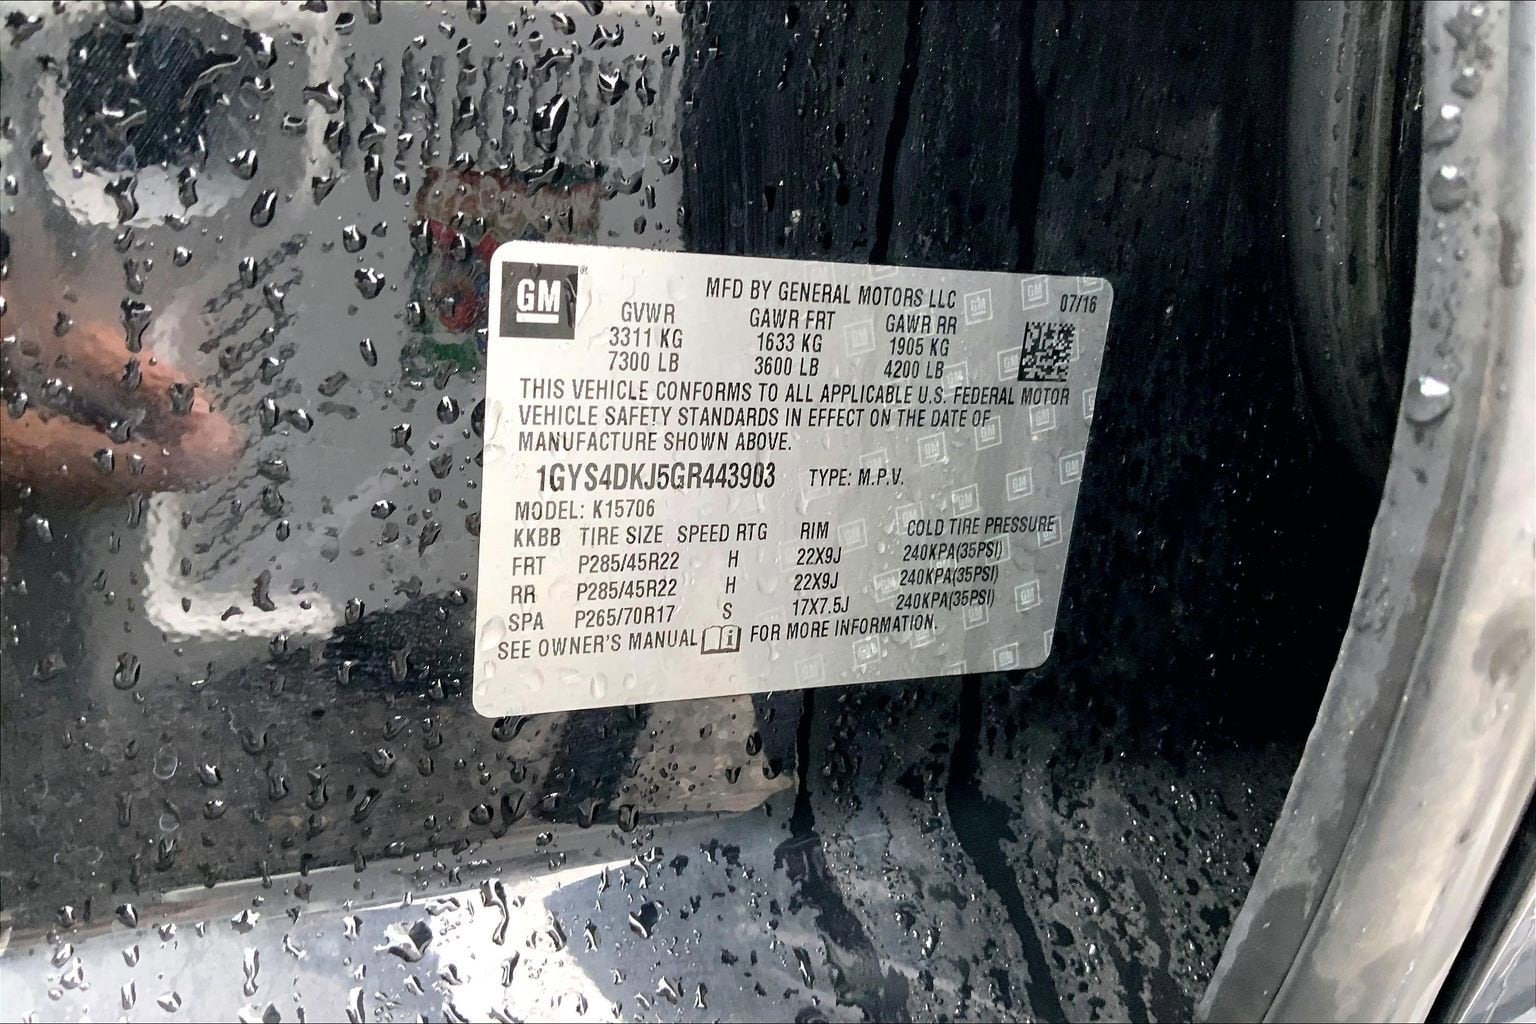 GM
MFD BY GENERAL MOTORS LLC
07/16
GVWR GAWR FRT GAWR RR
3311 KG 1633 KG 1905 KG
7300 LB 3600 LB 4200 LB
THIS VEHICLE CONFORMS TO ALL APPLICABLE U.S. FEDERAL MOTOR
VEHICLE SAFETY STANDARDS IN EFFECT ON THE DATE OF
MANUFACTURE SHOWN ABOVE.
1GYS4DKJ5GR443903 TYPE: M.P.V.
MODEL: K15706
KKBB TIRE SIZE SPEED RTG RIM COLD TIRE PRESSURE
FRT P285/45R22 H 22X9J 240KPA(35PSI)
RR P285/45R22 H 22X9J 240KPA(35PSI)
SPA P265/70R17 S 17X7.5J 240KPA(35PSI)
SEE OWNER'S MANUAL FOR MORE INFORMATION.